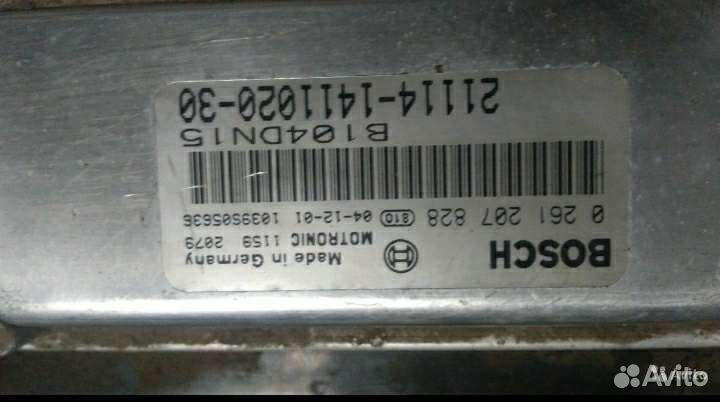 BOSCH
Made in Germany
MOTRONIC 1159 2079
0 261 207 828 810 04-12-01 1039S05636
B104DN15
21114-1411020-30
Avito